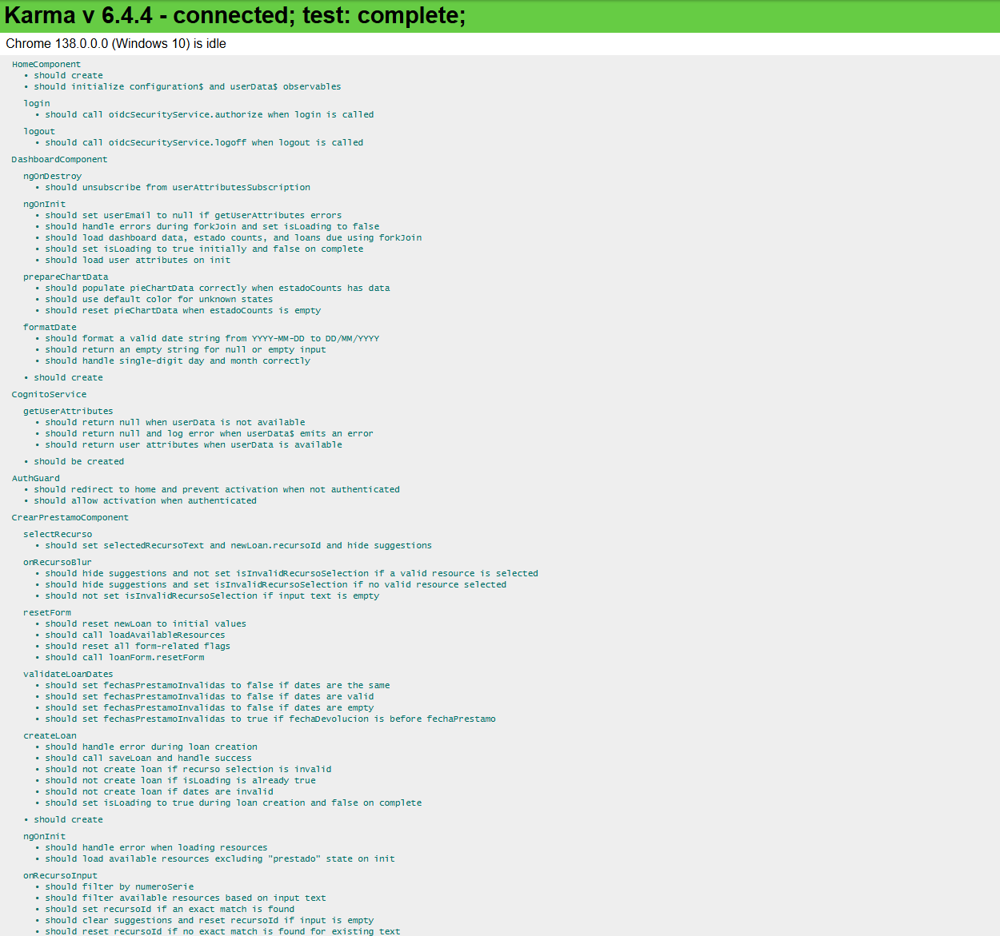 Karma v 6.4.4 - connected; test: complete;
Chrome 138.0.0.0 (Windows 10) is idle
HomeComponent
• should create
• should initialize configuration$ and userData$ observables
login
• should call oidcSecurityService.authorize when login is called
logout
• should call oidcSecurityService.logoff when logout is called
DashboardComponent
ngOnDestroy
• should unsubscribe from userAttributesSubscription
ngOnInit
• should set userEmail to null if getUserAttributes errors
• should handle errors during forkJoin and set isLoading to false
• should load dashboard data, estado counts, and loans due using forkJoin
• should set isLoading to true initially and false on complete
• should load user attributes on init
prepareChartData
• should populate pieChartData correctly when estadoCounts has data
• should use default color for unknown states
• should reset pieChartData when estadoCounts is empty
formatDate
• should format a valid date string from YYYY-MM-DD to DD/MM/YYYY
• should return an empty string for null or empty input
• should handle single-digit day and month correctly
• should create
CognitoService
getUserAttributes
• should return null when userData is not available
• should return null and log error when userData$ emits an error
• should return user attributes when userData is available
• should be created
AuthGuard
• should redirect to home and prevent activation when not authenticated
• should allow activation when authenticated
CrearPrestamoComponent
selectRecurso
• should set selectedRecursoText and newLoan.recursoId and hide suggestions
onRecursoBlur
• should hide suggestions and not set isInvalidRecursoSelection if a valid resource is selected
• should hide suggestions and set isInvalidRecursoSelection if no valid resource selected
• should not set isInvalidRecursoSelection if input text is empty
resetForm
• should reset newLoan to initial values
• should call loadAvailableResources
• should reset all form-related flags
• should call loanForm.resetForm
validateLoanDates
• should set fechasPrestamoInvalidas to false if dates are the same
• should set fechasPrestamoInvalidas to false if dates are valid
• should set fechasPrestamoInvalidas to false if dates are empty
• should set fechasPrestamoInvalidas to true if fechaDevolucion is before fechaPrestamo
createLoan
• should handle error during loan creation
• should call saveLoan and handle success
• should not create loan if recurso selection is invalid
• should not create loan if isLoading is already true
• should not create loan if dates are invalid
• should set isLoading to true during loan creation and false on complete
• should create
ngOnInit
• should handle error when loading resources
• should load available resources excluding "prestado" state on init
onRecursoInput
• should filter by numeroSerie
• should filter available resources based on input text
• should set recursoId if an exact match is found
• should clear suggestions and reset recursoId if input is empty
• should reset recursoId if no exact match is found for existing text